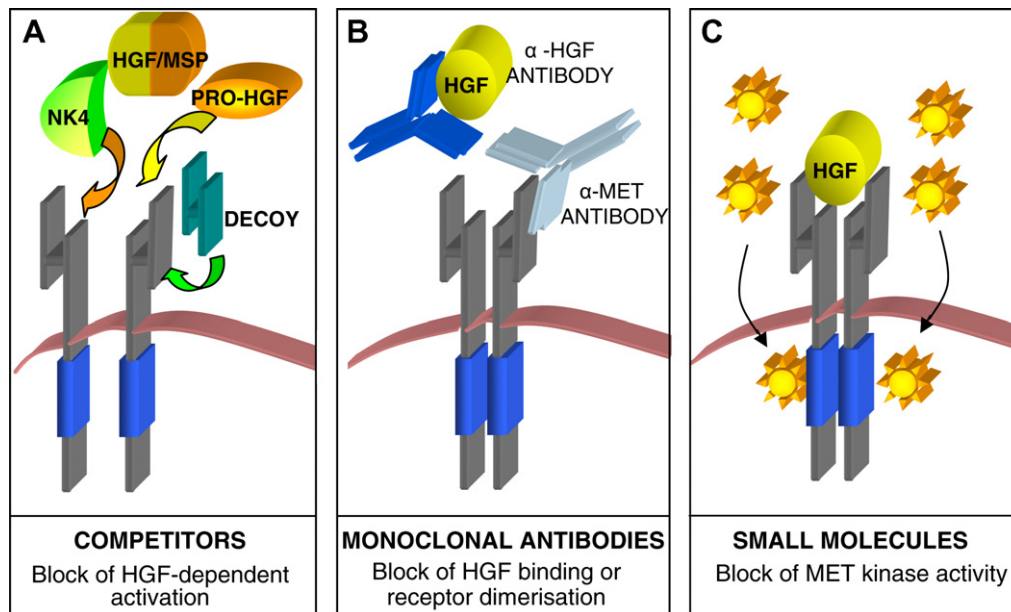 A
HGF/MSP
NK4
PRO-HGF
DECOY
COMPETITORS
Block of HGF-dependent
activation
B
HGF
α -HGF
ANTIBODY
α-MET
ANTIBODY
MONOCLONAL ANTIBODIES
Block of HGF binding or
receptor dimerisation
C
HGF
SMALL MOLECULES
Block of MET kinase activity